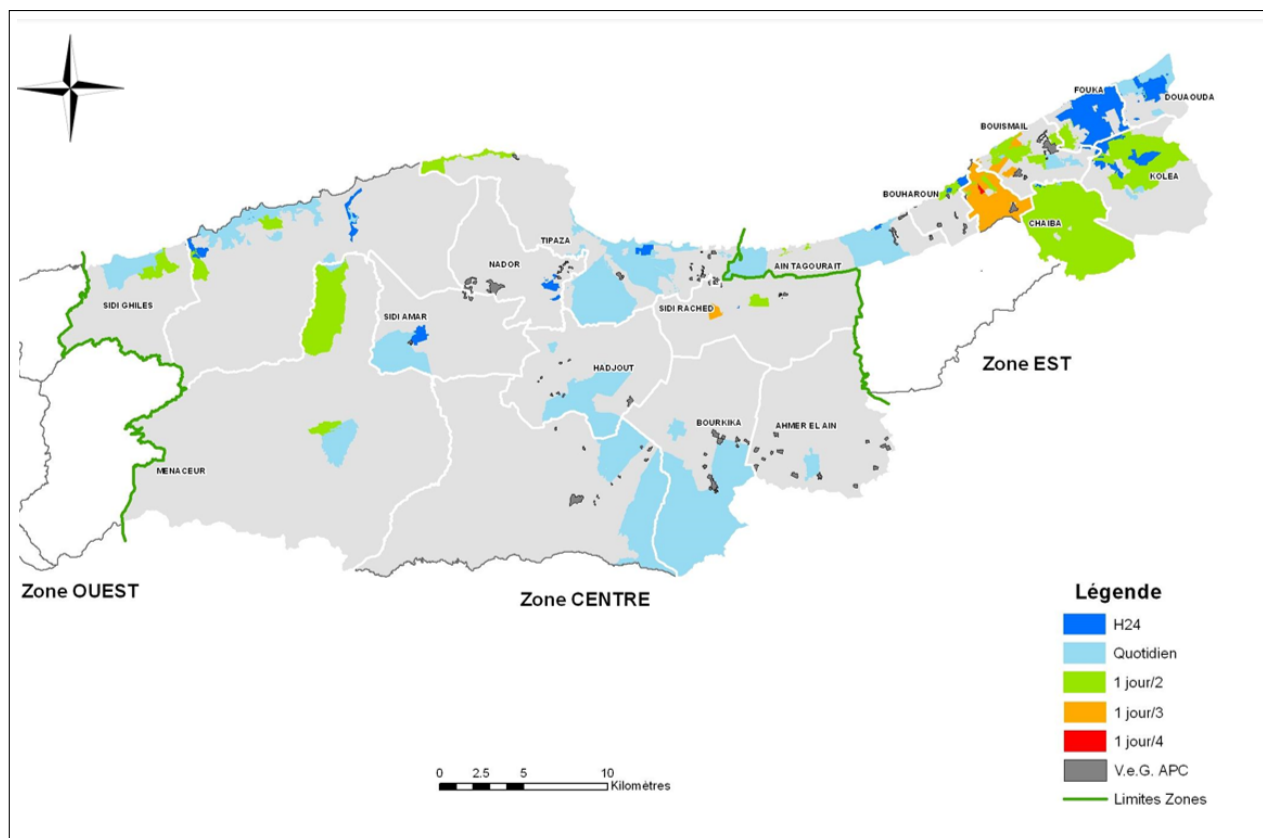 FOUKA
DOUAOUDA
BOUISMAIL
KOLEA
BOUHAROUN
CHAIBA
TIPAZA
NADOR
AIN TAGOURAIT
SIDI GHILES
SIDI AMAR
SIDI RACHED
Zone EST
HADJOUT
BOURKIKA
AHMER EL AIN
MENACEUR
Zone OUEST
Zone CENTRE
Légende
H24
Quotidien
1 jour/2
1 jour/3
1 jour/4
V.e.G. APC
Limites Zones
0 2.5 5 10
Kilomètres